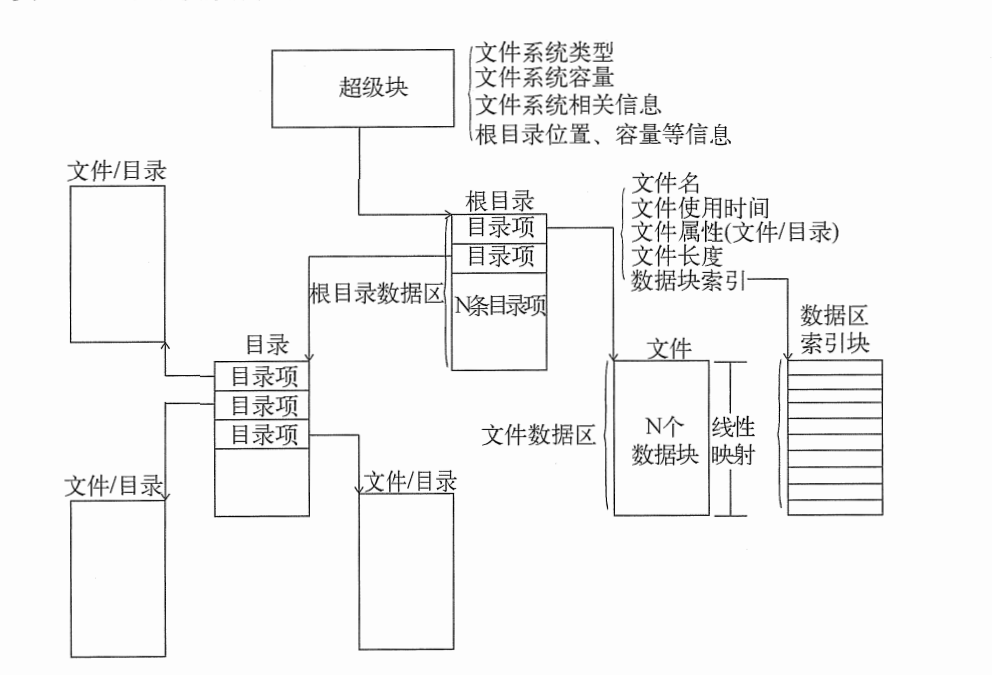 超级块
文件系统类型
文件系统容量
文件系统相关信息
根目录位置、容量等信息
文件/目录
根目录
目录项
目录项
N条目录项
根目录数据区
文件名
文件使用时间
文件属性(文件/目录)
文件长度
数据块索引
数据区
索引块
目录
目录项
目录项
目录项
文件
文件数据区
N个
数据块
线性
映射
文件/目录
文件/目录